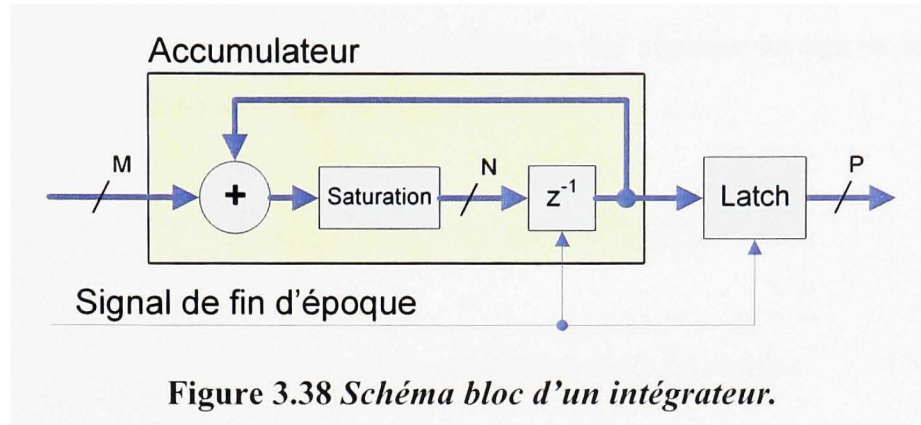 Accumulateur
M
+
Saturation
N
z⁻¹
Latch
P
Signal de fin d'époque
Figure 3.38 Schéma bloc d'un intégrateur.